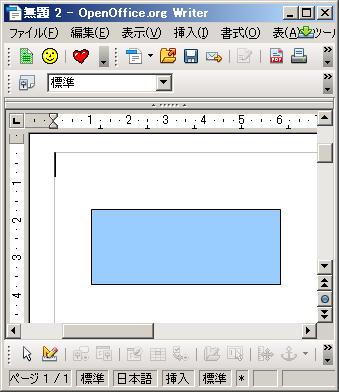 無題 2 - OpenOffice.org Writer
ファイル(F) 編集(E) 表示(V) 挿入(I) 書式(O) 表(A) ツール
標準
1 2 3 4 5 6
1
2
3
4
ページ 1 / 1 標準 日本語 挿入 標準 *